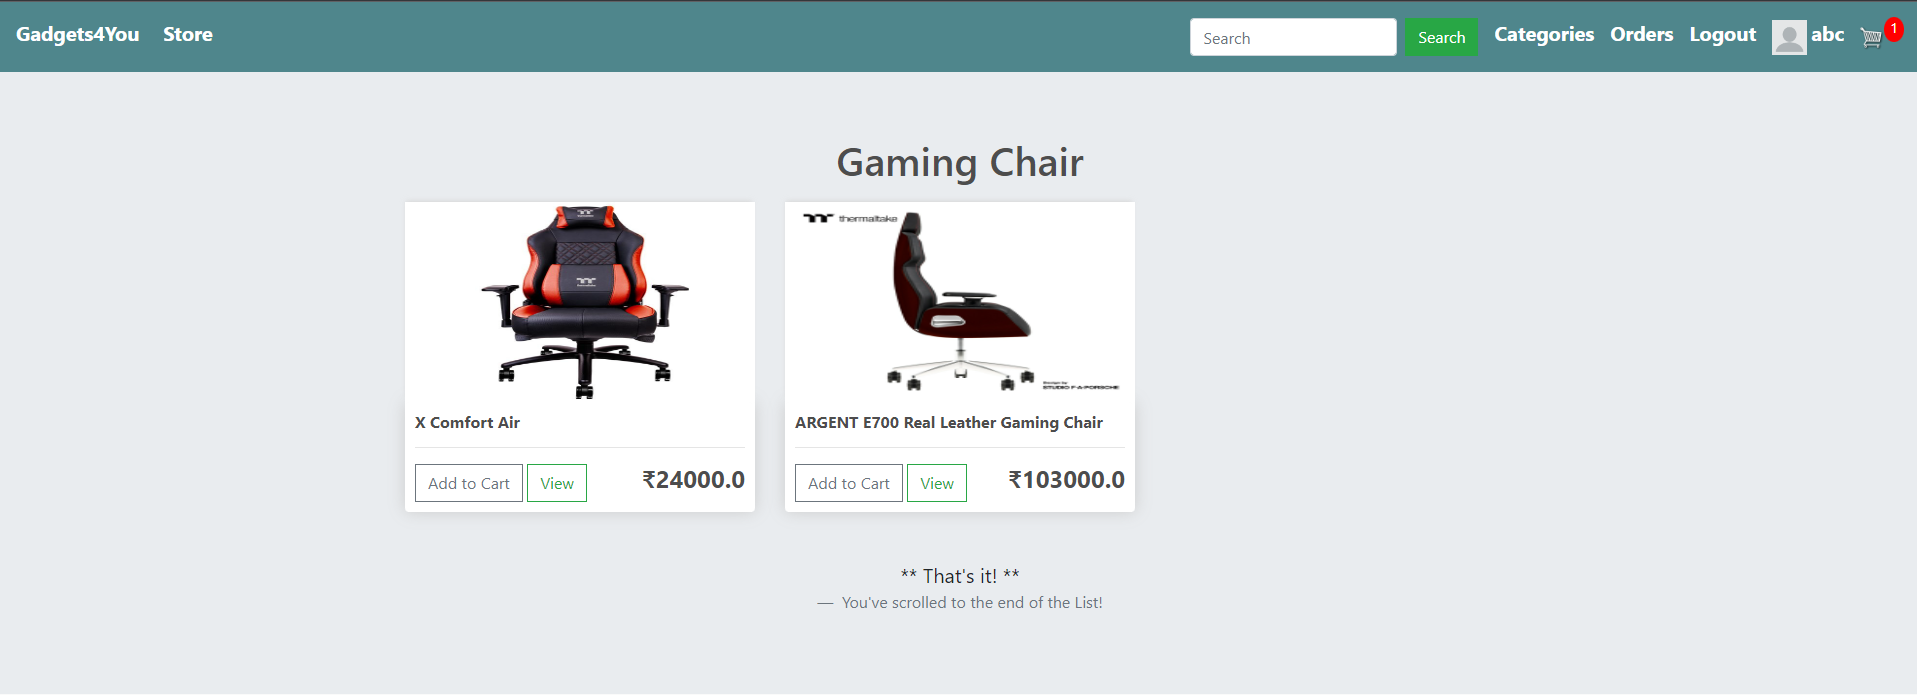 Gadgets4You Store Search Search Categories Orders Logout abc 1
Gaming Chair
thermaltake
STUDIO F-A-PORSCHE
X Comfort Air
ARGENT E700 Real Leather Gaming Chair
Add to Cart View ₹24000.0
Add to Cart View ₹103000.0
** That's it! **
— You've scrolled to the end of the List!